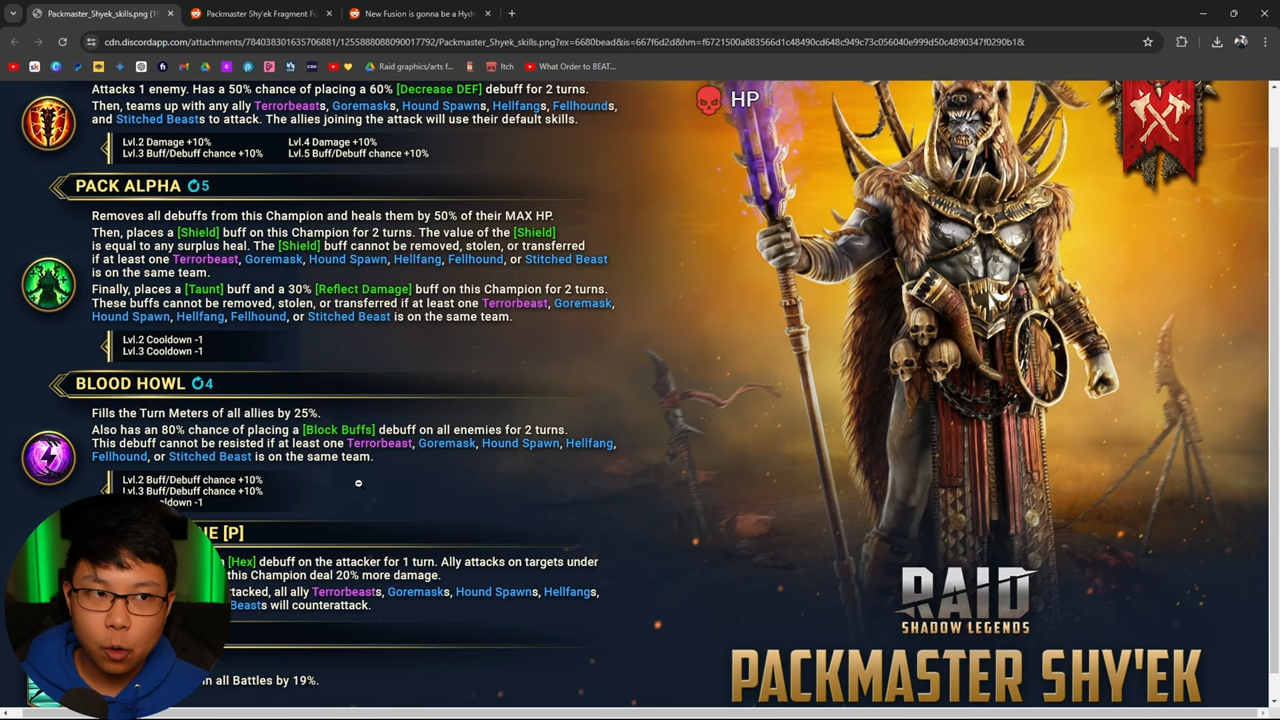 Packmaster_Shyek_skills.png (15
Packmaster Shy'ek Fragment Fu
New Fusion is gonna be a Hydr
cdn.discordapp.com/attachments/784038301635706881/1255888088090017792/Packmaster_Shyek_skills.png?ex=6680bead&is=667f6d2d&hm=f6721500a883566d1c48490cd648c949c73c056040e999d50c4890347f0290b1&
Raid graphics/arts f...
Itch
What Order to BEAT...
Attacks 1 enemy. Has a 50% chance of placing a 60% [Decrease DEF] debuff for 2 turns.
Then, teams up with any ally Terrorbeasts, Goremasks, Hound Spawns, Hellfangs, Fellhounds,
and Stitched Beasts to attack. The allies joining the attack will use their default skills.
Lvl.2 Damage +10%
Lvl.4 Damage +10%
Lvl.3 Buff/Debuff chance +10%
Lvl.5 Buff/Debuff chance +10%
PACK ALPHA 5
Removes all debuffs from this Champion and heals them by 50% of their MAX HP.
Then, places a [Shield] buff on this Champion for 2 turns. The value of the [Shield]
is equal to any surplus heal. The [Shield] buff cannot be removed, stolen, or transferred
if at least one Terrorbeast, Goremask, Hound Spawn, Hellfang, Fellhound, or Stitched Beast
is on the same team.
Finally, places a [Taunt] buff and a 30% [Reflect Damage] buff on this Champion for 2 turns.
These buffs cannot be removed, stolen, or transferred if at least one Terrorbeast, Goremask,
Hound Spawn, Hellfang, Fellhound, or Stitched Beast is on the same team.
Lvl.2 Cooldown -1
Lvl.3 Cooldown -1
BLOOD HOWL 4
Fills the Turn Meters of all allies by 25%.
Also has an 80% chance of placing a [Block Buffs] debuff on all enemies for 2 turns.
This debuff cannot be resisted if at least one Terrorbeast, Goremask, Hound Spawn, Hellfang,
Fellhound, or Stitched Beast is on the same team.
Lvl.2 Buff/Debuff chance +10%
Lvl.3 Buff/Debuff chance +10%
oldown -1
NE [P]
[Hex] debuff on the attacker for 1 turn. Ally attacks on targets under
this Champion deal 20% more damage.
tacked, all ally Terrorbeasts, Goremasks, Hound Spawns, Hellfangs,
Beasts will counterattack.
n all Battles by 19%.
HP
RAID
SHADOW LEGENDS
PACKMASTER SHY'EK